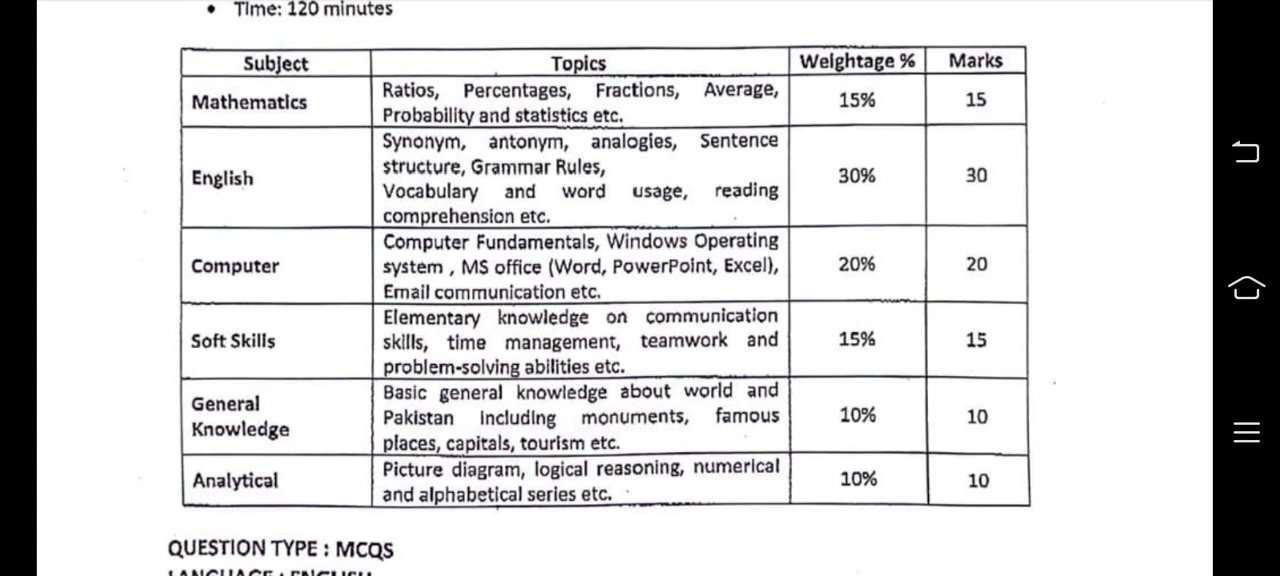 • Time: 120 minutes
Subject Topics Weightage % Marks
Mathematics
Ratios, Percentages, Fractions, Average,
Probability and statistics etc.
15% 15
English
Synonym, antonym, analogies, Sentence
structure, Grammar Rules,
Vocabulary and word usage, reading
comprehension etc.
30% 30
Computer
Computer Fundamentals, Windows Operating
system , MS office (Word, PowerPoint, Excel),
Email communication etc.
20% 20
Soft Skills
Elementary knowledge on communication
skills, time management, teamwork and
problem-solving abilities etc.
15% 15
General
Knowledge
Basic general knowledge about world and
Pakistan including monuments, famous
places, capitals, tourism etc.
10% 10
Analytical
Picture diagram, logical reasoning, numerical
and alphabetical series etc.
10% 10
QUESTION TYPE : MCQS
LANGUAGE : ENGLISH